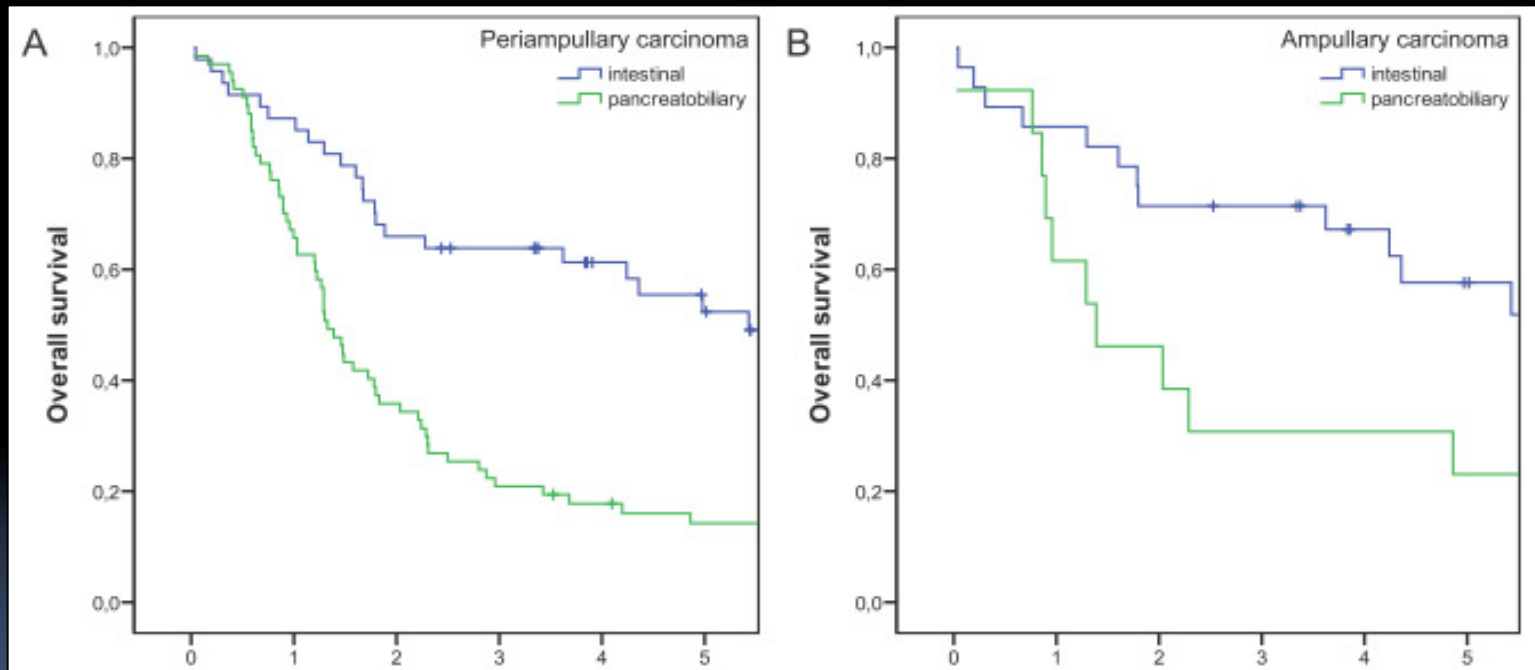 A
Periampullary carcinoma
intestinal
pancreatobiliary
Overall survival
1,0
0,8
0,6
0,4
0,2
0,0
0 1 2 3 4 5
B
Ampullary carcinoma
intestinal
pancreatobiliary
Overall survival
1,0
0,8
0,6
0,4
0,2
0,0
0 1 2 3 4 5